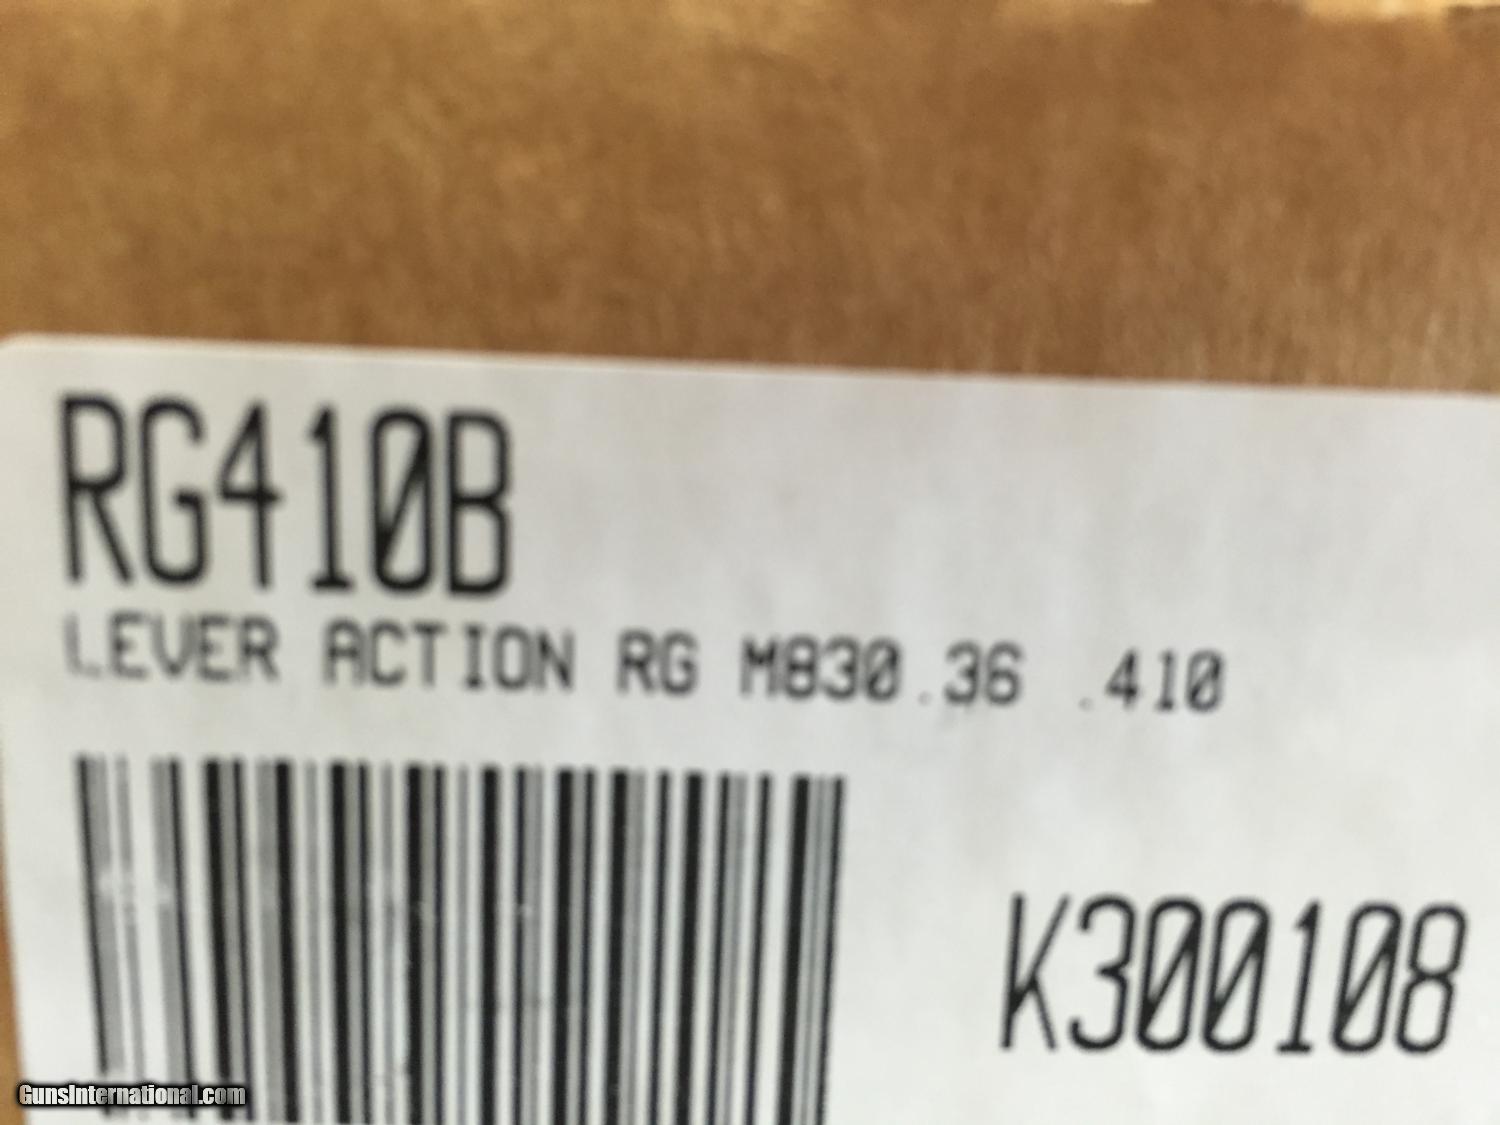 RG410B
LEVER ACTION RG M830.36 .410
K300108
GunsInternational.com